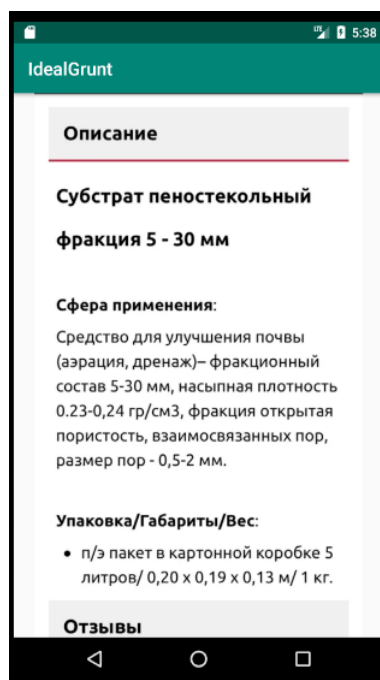 LTE 5:38
IdealGrunt
Описание
Субстрат пеностекольный
фракция 5 - 30 мм
Сфера применения:
Средство для улучшения почвы
(аэрация, дренаж)– фракционный
состав 5-30 мм, насыпная плотность
0.23-0,24 гр/см3, фракция открытая
пористость, взаимосвязанных пор,
размер пор - 0,5-2 мм.
Упаковка/Габариты/Вес:
• п/э пакет в картонной коробке 5
литров/ 0,20 х 0,19 х 0,13 м/ 1 кг.
Отзывы